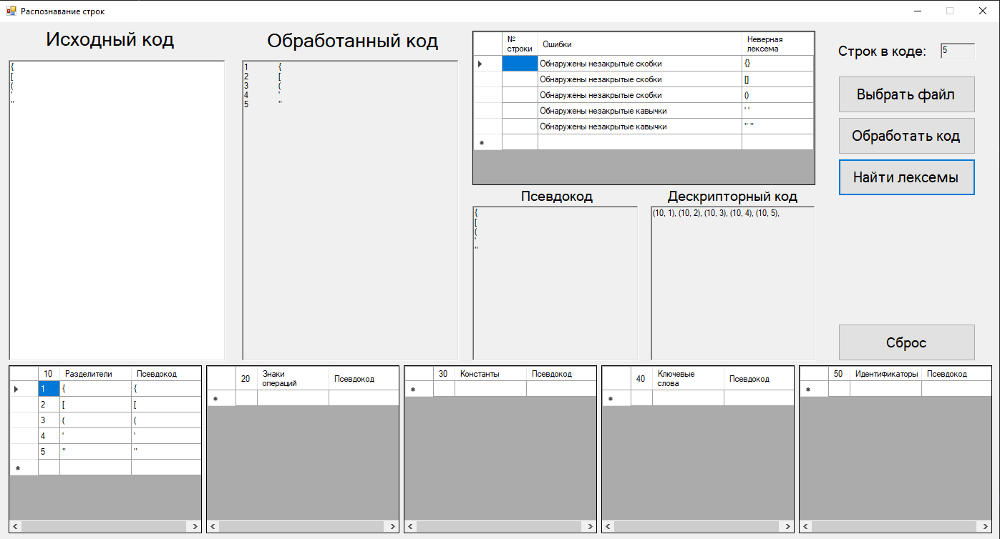 Распознавание строк
Исходный код
{
[
(
'
"
Обработанный код
1 {
2 [
3 (
4 '
5 "
№ строки Ошибки Неверная лексема
Обнаружены незакрытые скобки {}
Обнаружены незакрытые скобки []
Обнаружены незакрытые скобки ()
Обнаружены незакрытые кавычки ' '
Обнаружены незакрытые кавычки " "
Строк в коде: 5
Выбрать файл
Обработать код
Найти лексемы
Псевдокод
{
[
(
'
"
Дескрипторный код
(10, 1), (10, 2), (10, 3), (10, 4), (10, 5),
Сброс
10 Разделители Псевдокод
1 { {
2 [ [
3 ( (
4 ' '
5 " "
20 Знаки операций Псевдокод
30 Константы Псевдокод
40 Ключевые слова Псевдокод
50 Идентификаторы Псевдокод